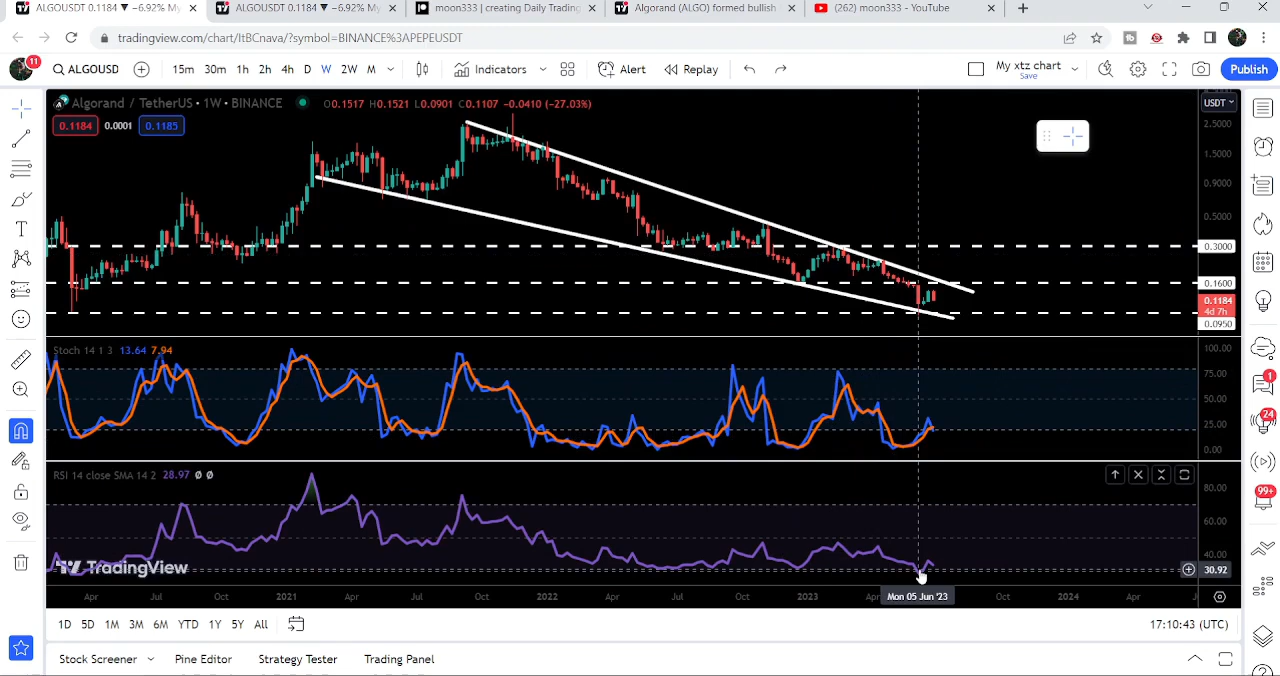 ALGOUSDT 0.1184 ▼ −6.92% My
ALGOUSDT 0.1184 ▼ −6.92% My
moon333 | creating Daily Trading
Algorand (ALGO) formed bullish
(262) moon333 - YouTube
tradingview.com/chart/ItBCnava/?symbol=BINANCE%3APEPEUSDT
11
ALGOUSD
15m 30m 1h 2h 4h D W 2W M
Indicators
Alert
Replay
My xtz chart
Save
Publish
Algorand / TetherUS • 1W • BINANCE
O0.1517 H0.1521 L0.0901 C0.1107 −0.0410 (−27.03%)
USDT
0.1184 0.0001 0.1185
2.5000
1.5000
0.9000
0.5000
0.3000
0.1600
0.1184
4d 7h
0.0950
Stoch 14 1 3 13.64 7.94
100.00
75.00
50.00
25.00
0.00
RSI 14 close SMA 14 2 28.97 Ø Ø
80.00
60.00
40.00
30.92
TradingView
Apr Jul Oct 2021 Apr Jul Oct 2022 Apr Jul Oct 2023 Apr Mon 05 Jun '23 Oct 2024 Apr
1D 5D 1M 3M 6M YTD 1Y 5Y All
17:10:43 (UTC)
Stock Screener Pine Editor Strategy Tester Trading Panel
1
24
99+